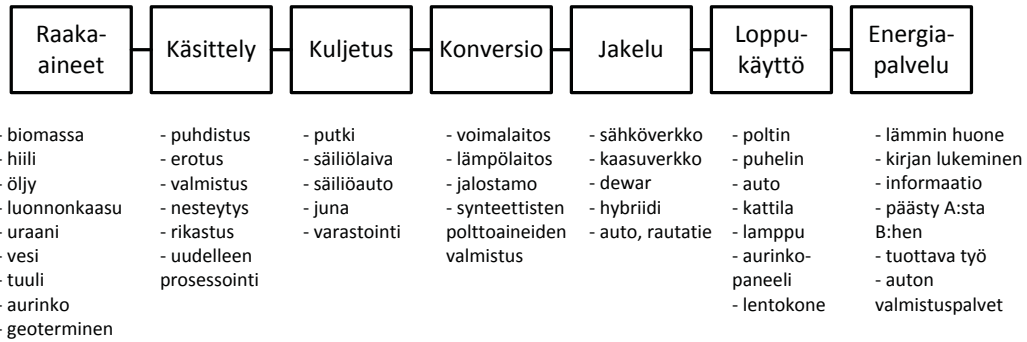 Raaka-
aineet
Käsittely
Kuljetus
Konversio
Jakelu
Loppu-
käyttö
Energia-
palvelu
- biomassa
- hiili
- öljy
- luonnonkaasu
- uraani
- vesi
- tuuli
- aurinko
- geoterminen
- puhdistus
- erotus
- valmistus
- nesteytys
- rikastus
- uudelleen
prosessointi
- putki
- säiliölaiva
- säiliöauto
- juna
- varastointi
- voimalaitos
- lämpölaitos
- jalostamo
- synteettisten
polttoaineiden
valmistus
- sähköverkko
- kaasuverkko
- dewar
- hybriidi
- auto, rautatie
- poltin
- puhelin
- auto
- kattila
- lamppu
- aurinko-
paneeli
- lentokone
- lämmin huone
- kirjan lukeminen
- informaatio
- päästy A:sta
B:hen
- tuottava työ
- auton
valmistuspalvet